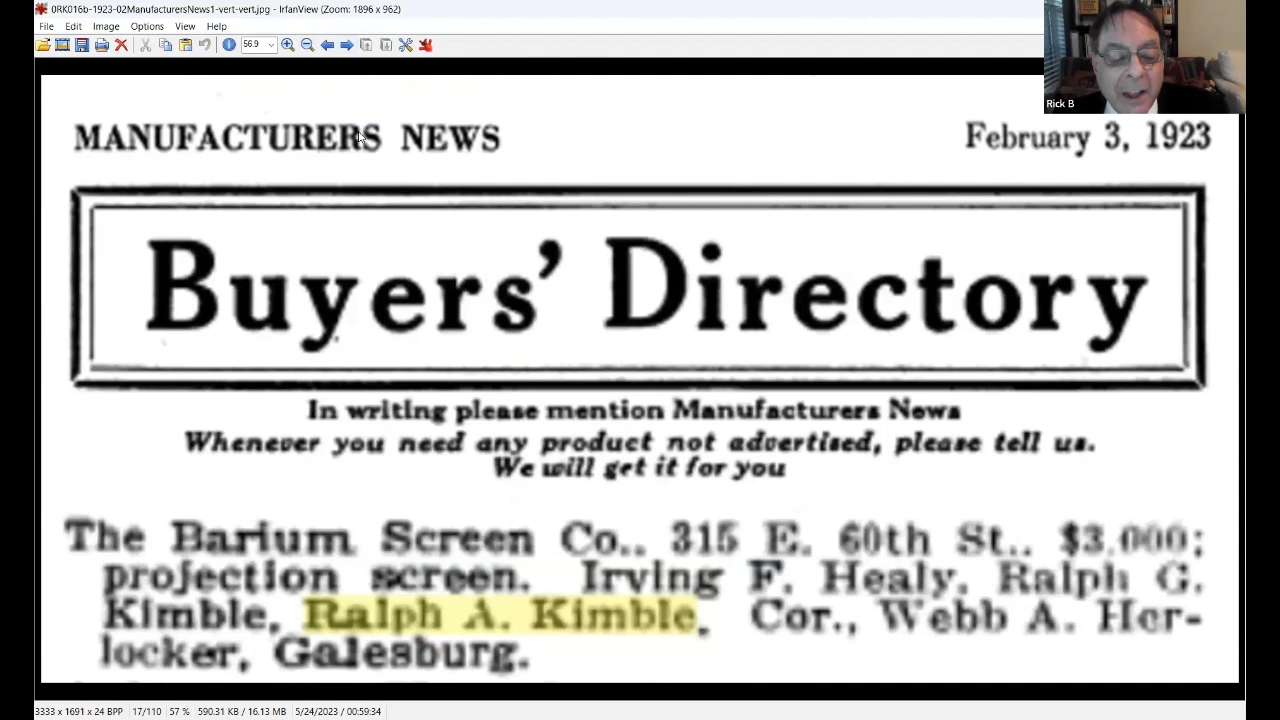 0RK016b-1923-02ManufacturersNews1-vert-vert.jpg - IrfanView (Zoom: 1896 x 962)
File Edit Image Options View Help
56.9
Rick B
MANUFACTURERS NEWS February 3, 1923
Buyers' Directory
In writing please mention Manufacturers News
Whenever you need any product not advertised, please tell us.
We will get it for you
The Barium Screen Co., 315 E. 60th St., $3,000;
projection screen. Irving F. Healy, Ralph G.
Kimble, Ralph A. Kimble, Cor., Webb A. Her-
locker, Galesburg.
3333 x 1691 x 24 BPP 17/110 57 % 590.31 KB / 16.13 MB 5/24/2023 / 00:59:34